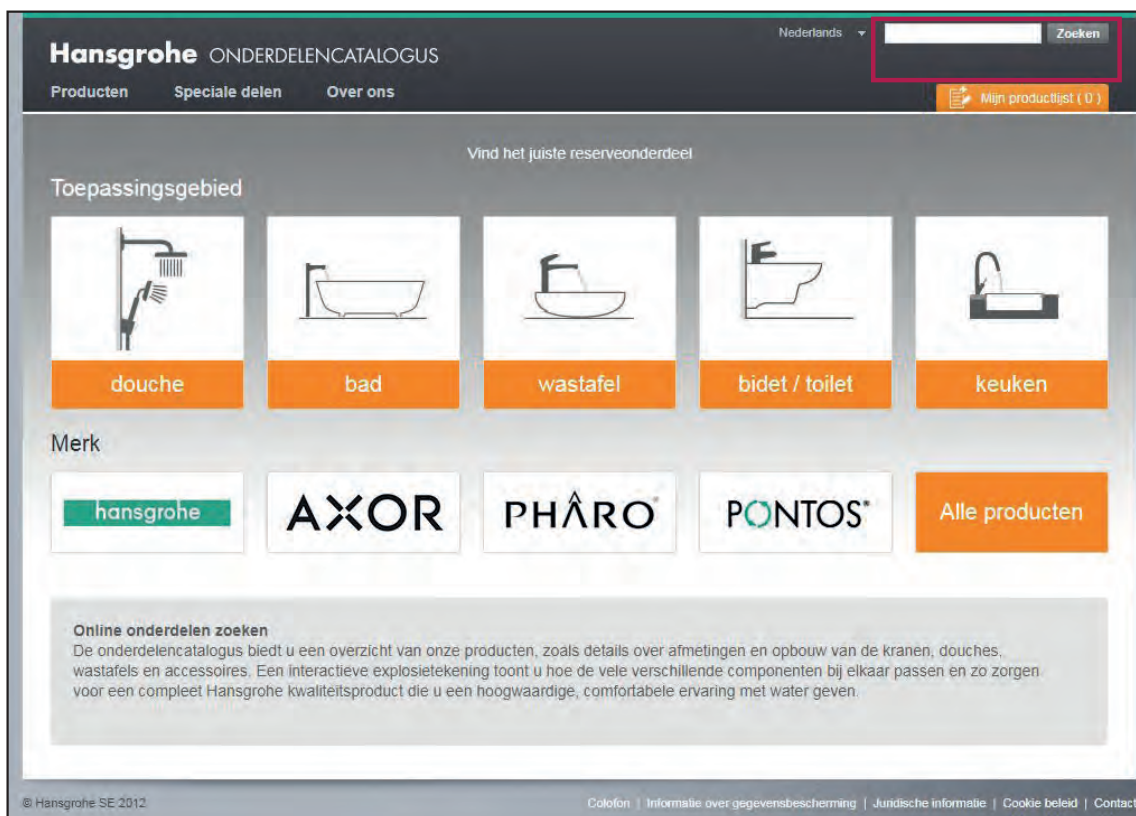 Nederlands
Zoeken
Hansgrohe ONDERDELENCATALOGUS
Producten Speciale delen Over ons
Mijn productlijst ( 0 )
Vind het juiste reserveonderdeel
Toepassingsgebied
douche bad wastafel bidet / toilet keuken
Merk
hansgrohe AXOR PHÂRO® PONTOS® Alle producten
Online onderdelen zoeken
De onderdelencatalogus biedt u een overzicht van onze producten, zoals details over afmetingen en opbouw van de kranen, douches,
wastafels en accessoires. Een interactieve explosietekening toont u hoe de vele verschillende componenten bij elkaar passen en zo zorgen
voor een compleet Hansgrohe kwaliteitsproduct die u een hoogwaardige, comfortabele ervaring met water geven.
© Hansgrohe SE 2012
Colofon | Informatie over gegevensbescherming | Juridische informatie | Cookie beleid | Contact